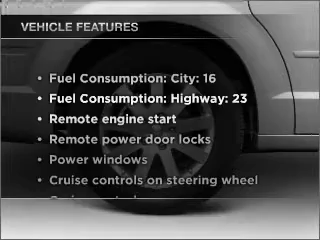 VEHICLE FEATURES
• Fuel Consumption: City: 16
• Fuel Consumption: Highway: 23
• Remote engine start
• Remote power door locks
• Power windows
• Cruise controls on steering wheel